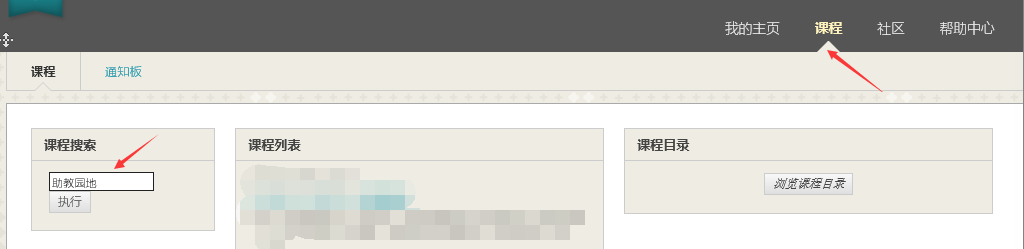 我的主页 课程 社区 帮助中心
课程 通知板
课程搜索
助教园地
执行
课程列表
课程目录
浏览课程目录